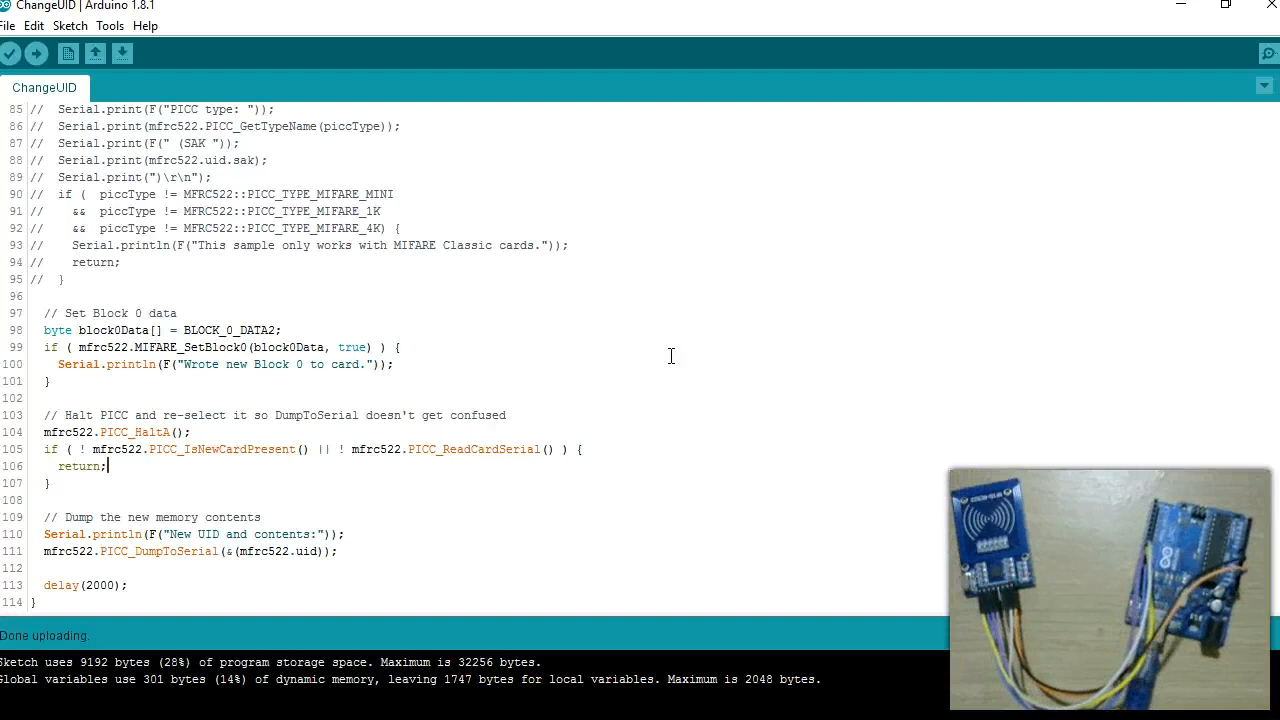 ChangeUID | Arduino 1.8.1
File Edit Sketch Tools Help
ChangeUID
85 //  Serial.print(F("PICC type: "));
86 //  Serial.print(mfrc522.PICC_GetTypeName(piccType));
87 //  Serial.print(F(" (SAK "));
88 //  Serial.print(mfrc522.uid.sak);
89 //  Serial.print(")\r\n");
90 //  if (  piccType != MFRC522::PICC_TYPE_MIFARE_MINI
91 //    &&  piccType != MFRC522::PICC_TYPE_MIFARE_1K
92 //    &&  piccType != MFRC522::PICC_TYPE_MIFARE_4K) {
93 //    Serial.println(F("This sample only works with MIFARE Classic cards."));
94 //    return;
95 //  }
96
97   // Set Block 0 data
98   byte block0Data[] = BLOCK_0_DATA2;
99   if ( mfrc522.MIFARE_SetBlock0(block0Data, true) ) {
100     Serial.println(F("Wrote new Block 0 to card."));
101   }
102
103   // Halt PICC and re-select it so DumpToSerial doesn't get confused
104   mfrc522.PICC_HaltA();
105   if ( ! mfrc522.PICC_IsNewCardPresent() || ! mfrc522.PICC_ReadCardSerial() ) {
106     return;
107   }
108
109   // Dump the new memory contents
110   Serial.println(F("New UID and contents:"));
111   mfrc522.PICC_DumpToSerial(&(mfrc522.uid));
112
113   delay(2000);
114 }
Done uploading.
Sketch uses 9192 bytes (28%) of program storage space. Maximum is 32256 bytes.
Global variables use 301 bytes (14%) of dynamic memory, leaving 1747 bytes for local variables. Maximum is 2048 bytes.